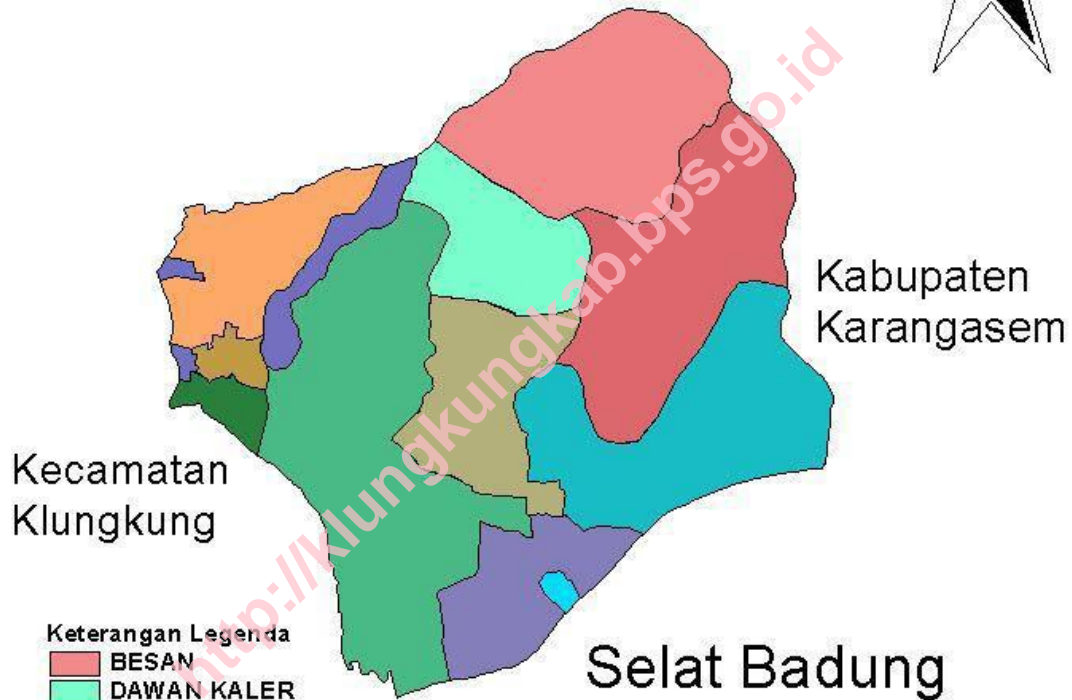 Kabupaten
Karangasem
Kecamatan
Klungkung
Keterangan Legenda
BESAN
DAWAN KALER
Selat Badung
http://klungkungkab.bps.go.id